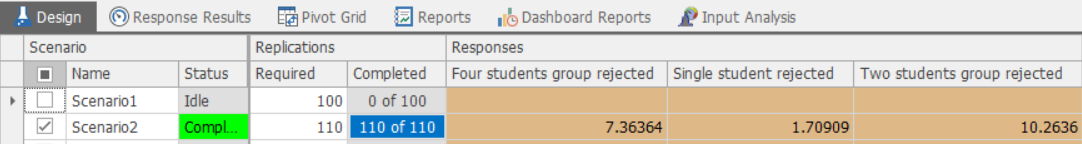 Design Response Results Pivot Grid Reports Dashboard Reports Input Analysis
Scenario Replications Responses
Name Status Required Completed Four students group rejected Single student rejected Two students group rejected
Scenario1 Idle 100 0 of 100
Scenario2 Compl... 110 110 of 110 7.36364 1.70909 10.2636